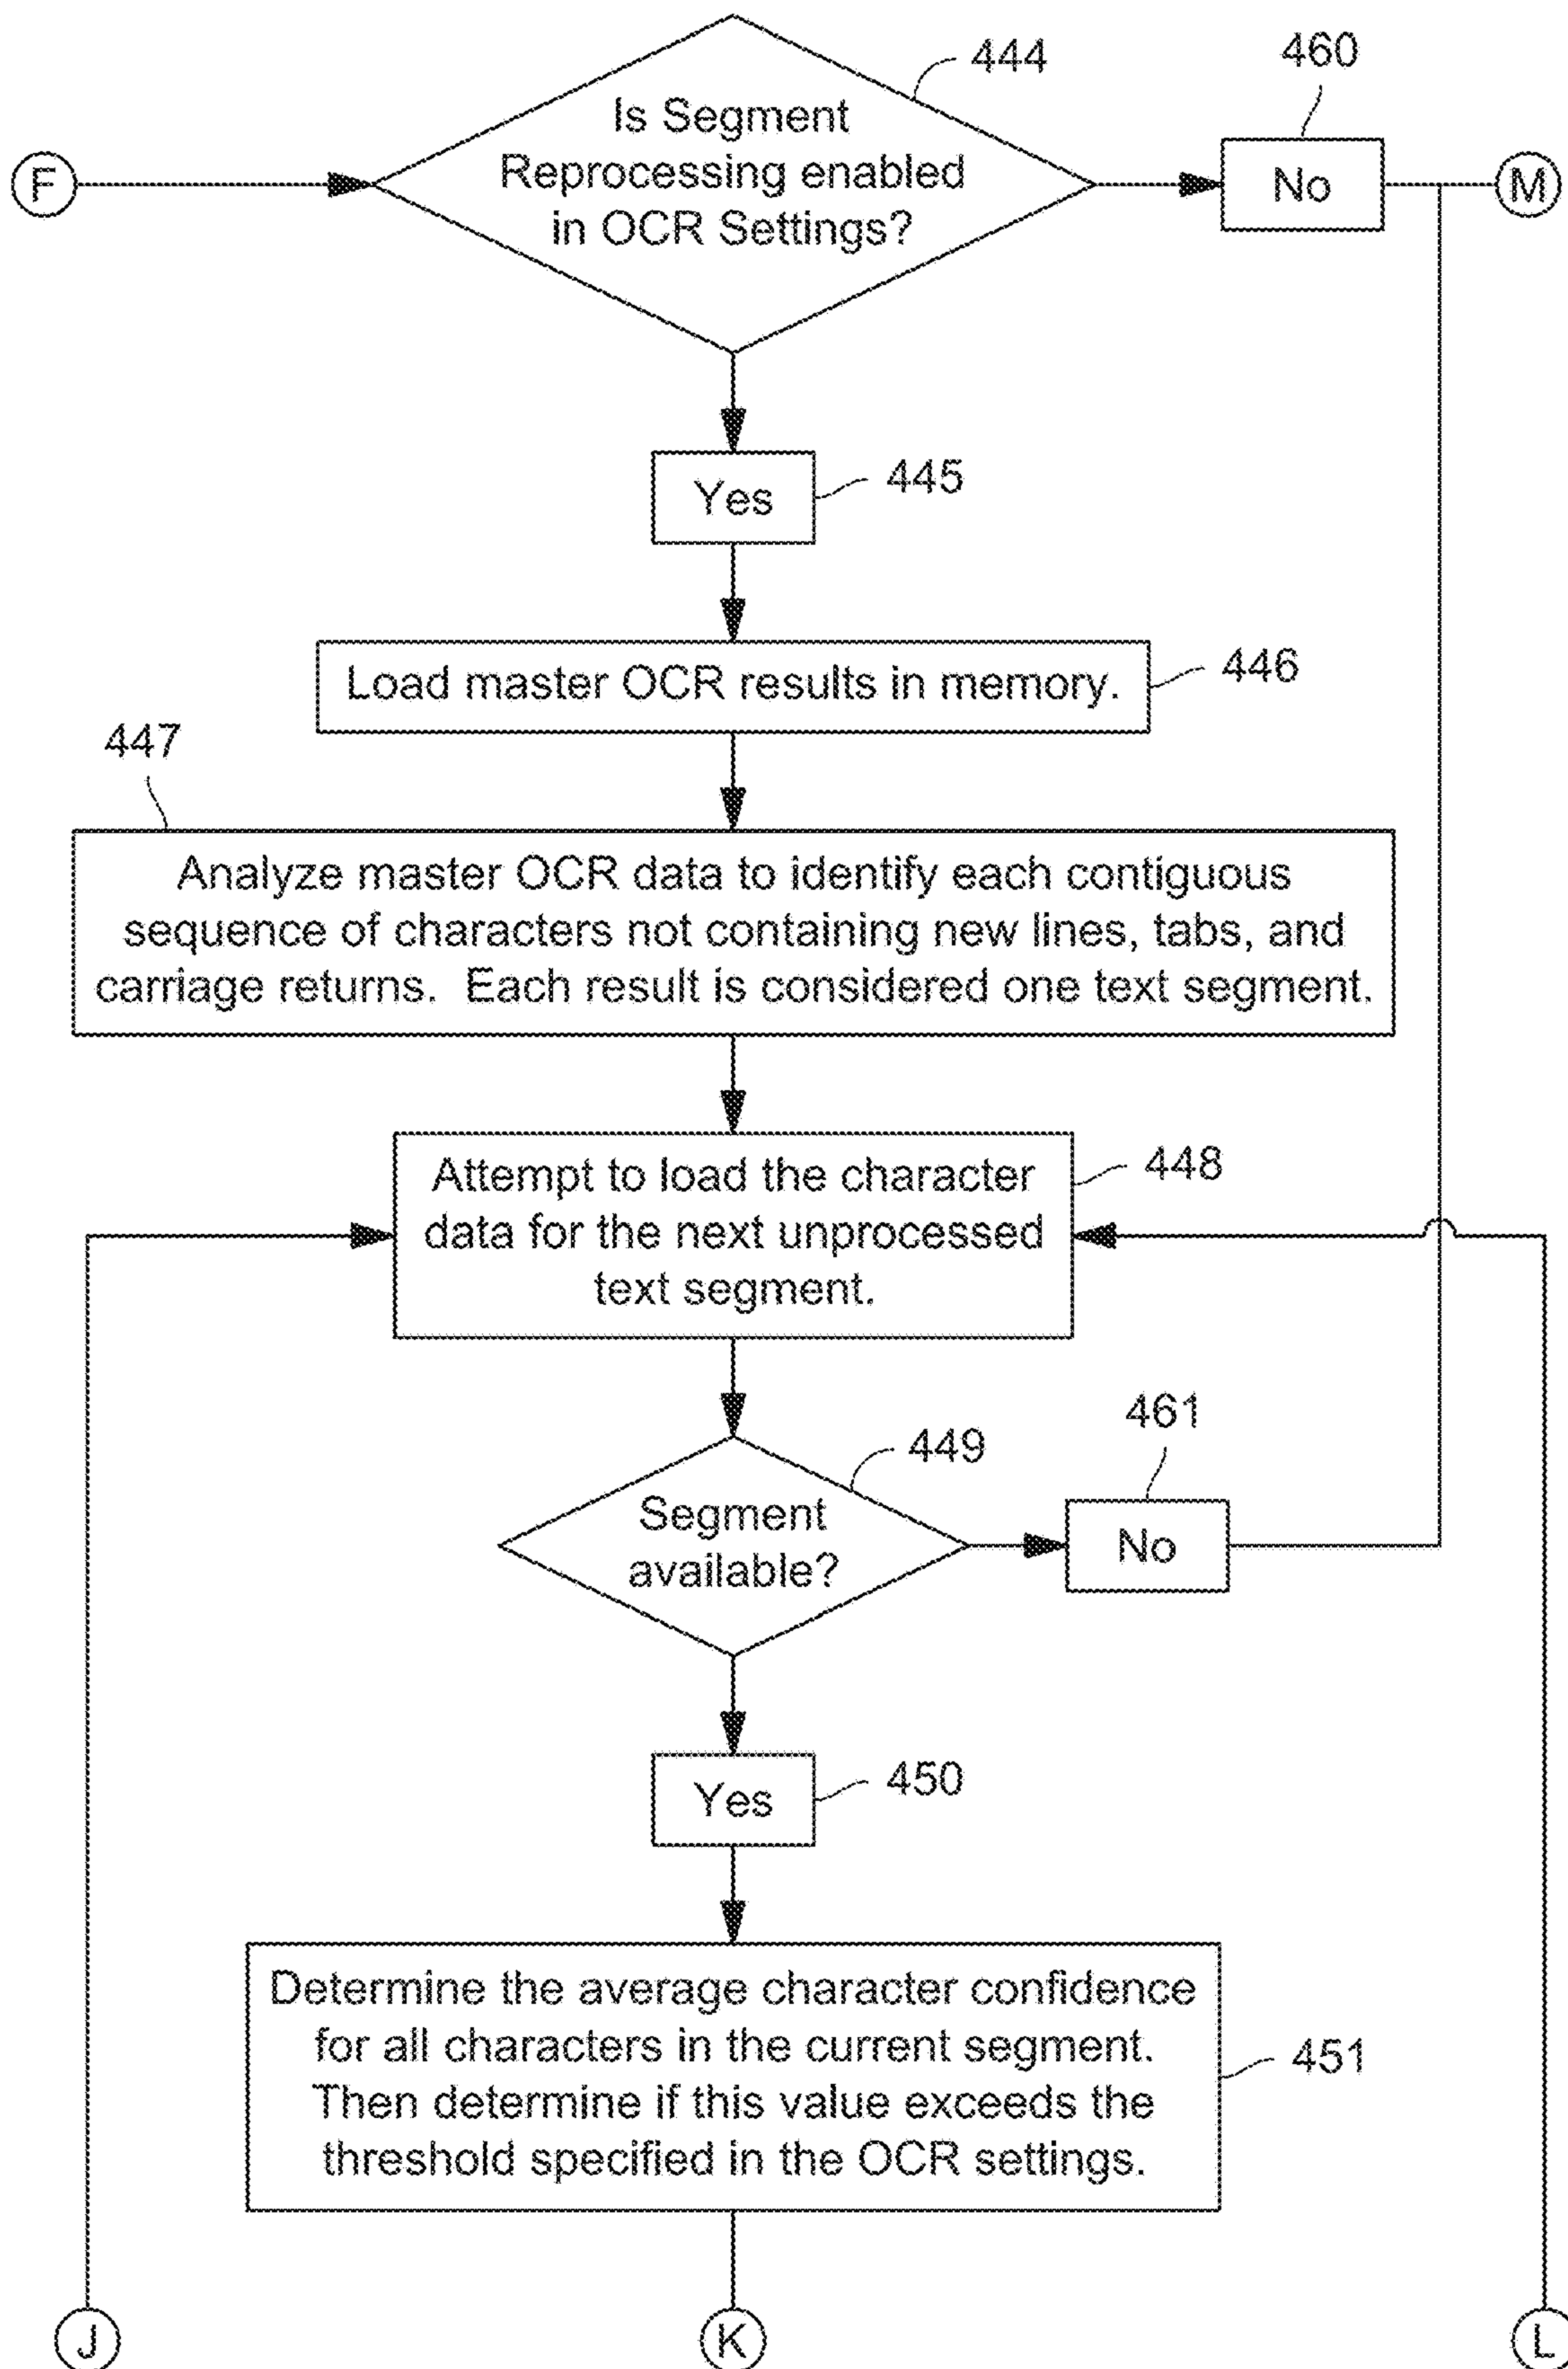 444
460
Is Segment
Reprocessing enabled
in OCR Settings?
F
No
M
Yes
445
Load master OCR results in memory.
446
447
Analyze master OCR data to identify each contiguous
sequence of characters not containing new lines, tabs, and
carriage returns.  Each result is considered one text segment.
Attempt to load the character
data for the next unprocessed
text segment.
448
449
461
Segment
available?
No
Yes
450
Determine the average character confidence
for all characters in the current segment.
Then determine if this value exceeds the
threshold specified in the OCR settings.
451
J
K
L